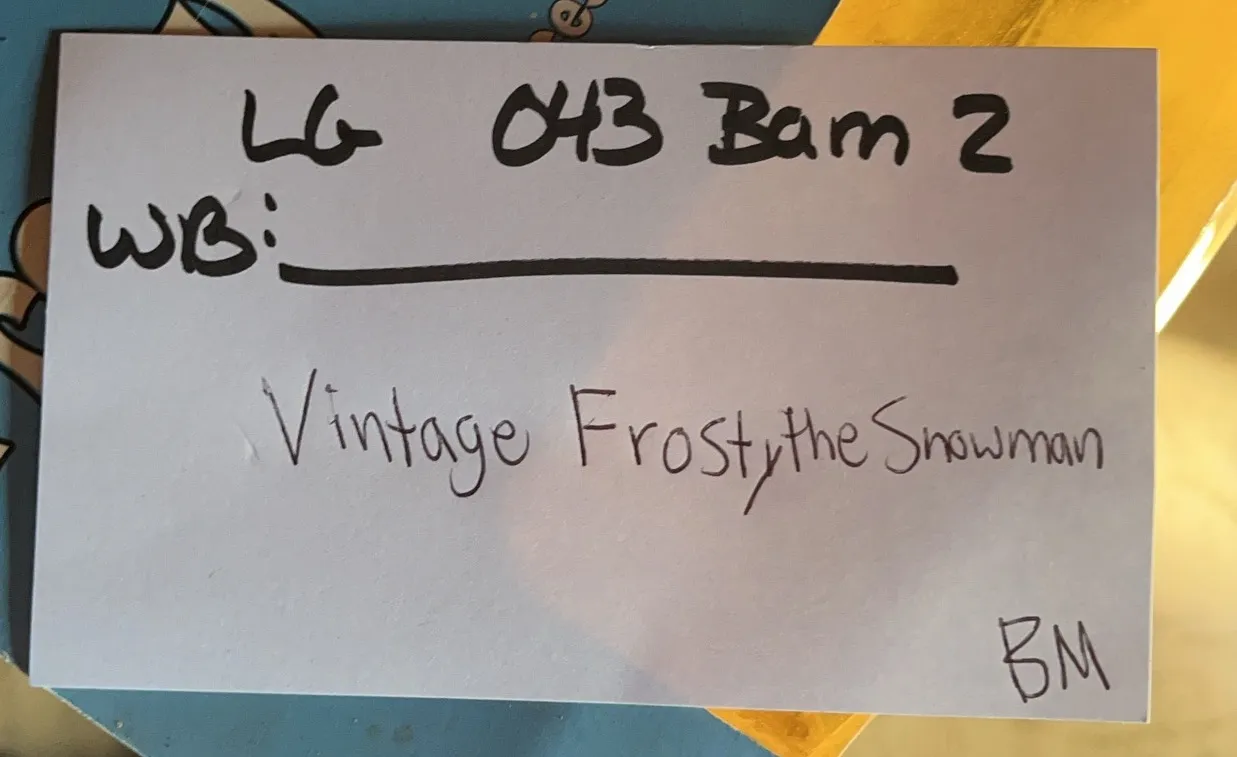 LG 043 Bam 2
WB:
Vintage Frosty the Snowman
BM